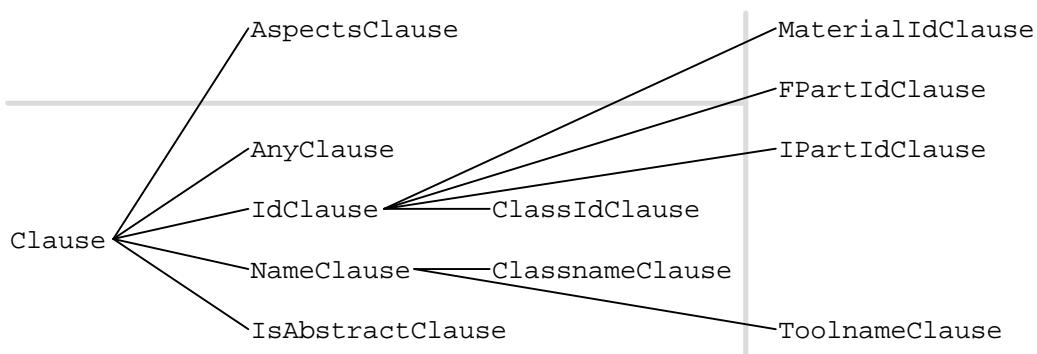 AspectsClause
MaterialIdClause
FPartIdClause
AnyClause
IPartIdClause
IdClause
ClassIdClause
Clause
NameClause
ClassnameClause
IsAbstractClause
ToolnameClause